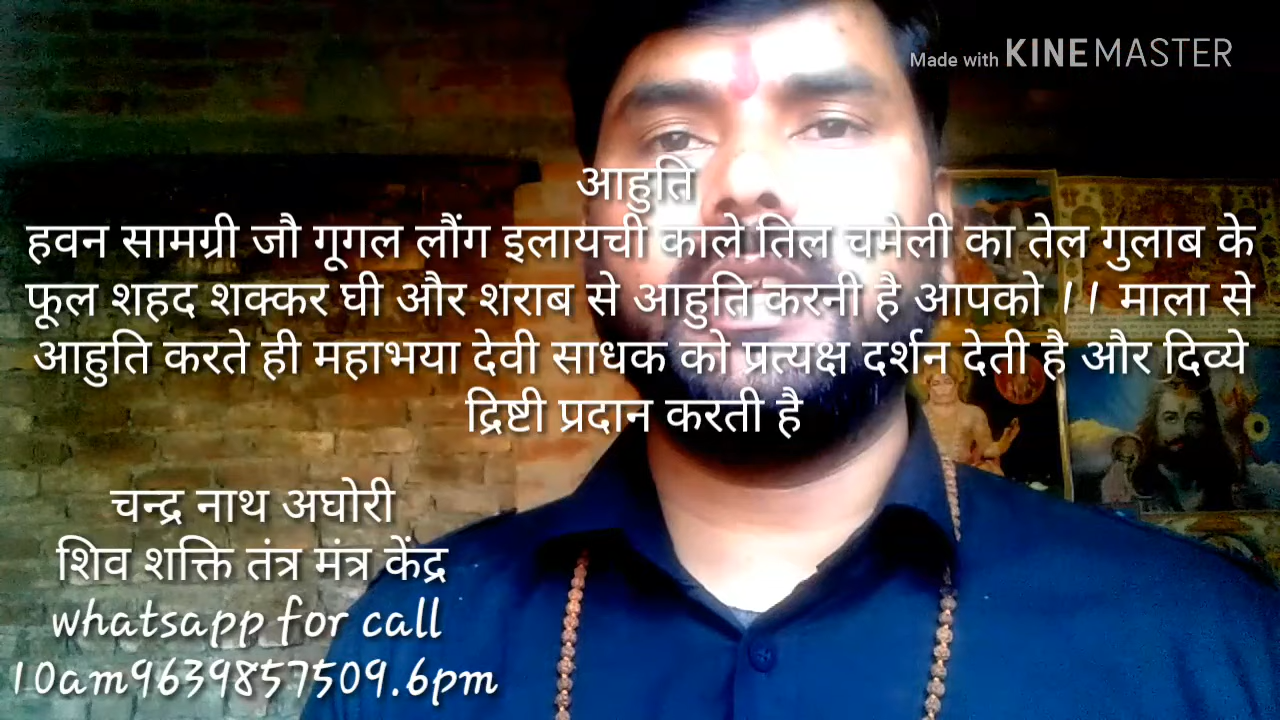 Made with KINEMASTER
आहुति
हवन सामग्री जौ गूगल लौंग इलायची काले तिल चमेली का तेल गुलाब के
फूल शहद शक्कर घी और शराब से आहुति करनी है आपको 11 माला से
आहुति करते ही महाभया देवी साधक को प्रत्यक्ष दर्शन देती है और दिव्ये
द्रिष्टी प्रदान करती है
चन्द्र नाथ अघोरी
शिव शक्ति तंत्र मंत्र केंद्र
whatsapp for call
10am9639857509.6pm